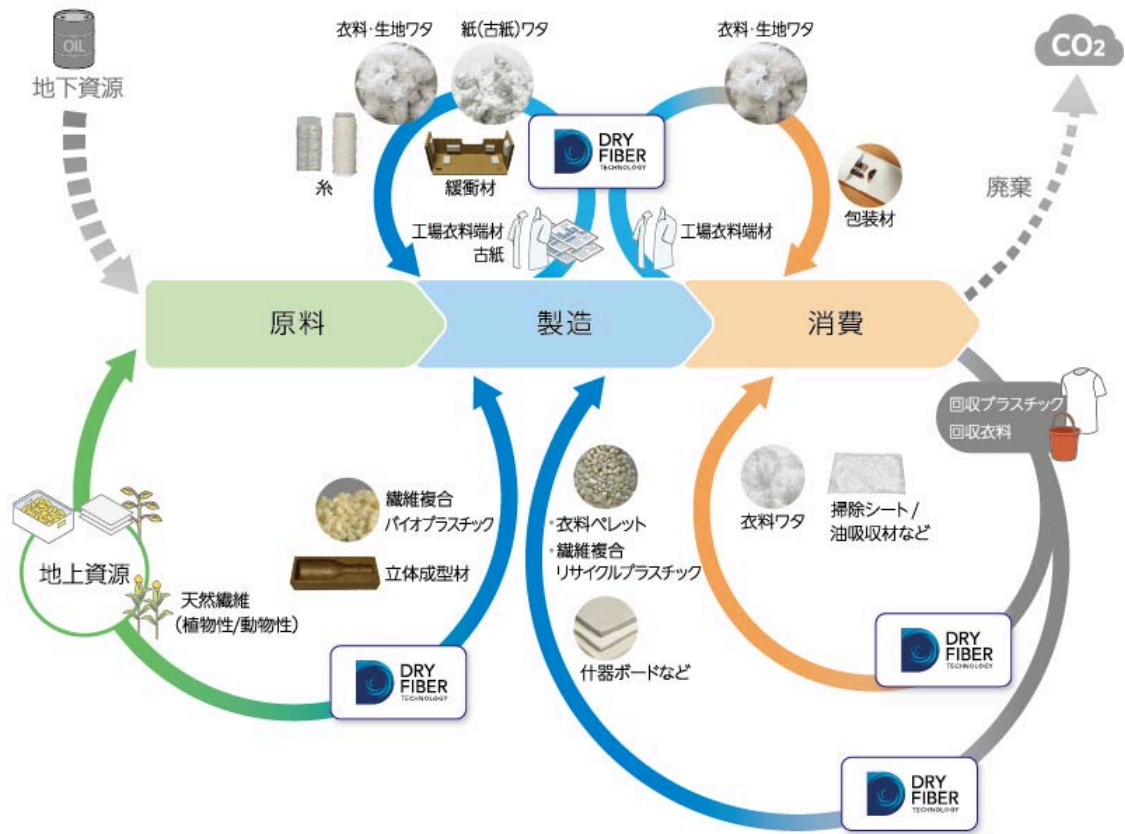 OIL
地下資源
衣料・生地ワタ
紙(古紙)ワタ
衣料・生地ワタ
CO2
糸
緩衝材
DRY
FIBER
TECHNOLOGY
包装材
廃棄
工場衣料端材
古紙
工場衣料端材
原料
製造
消費
回収プラスチック
回収衣料
地上資源
天然繊維
(植物性/動物性)
繊維複合
バイオプラスチック
立体成型材
・衣料ペレット
・繊維複合
リサイクルプラスチック
什器ボードなど
衣料ワタ
掃除シート/
油吸収材など
DRY
FIBER
TECHNOLOGY
DRY
FIBER
TECHNOLOGY
DRY
FIBER
TECHNOLOGY